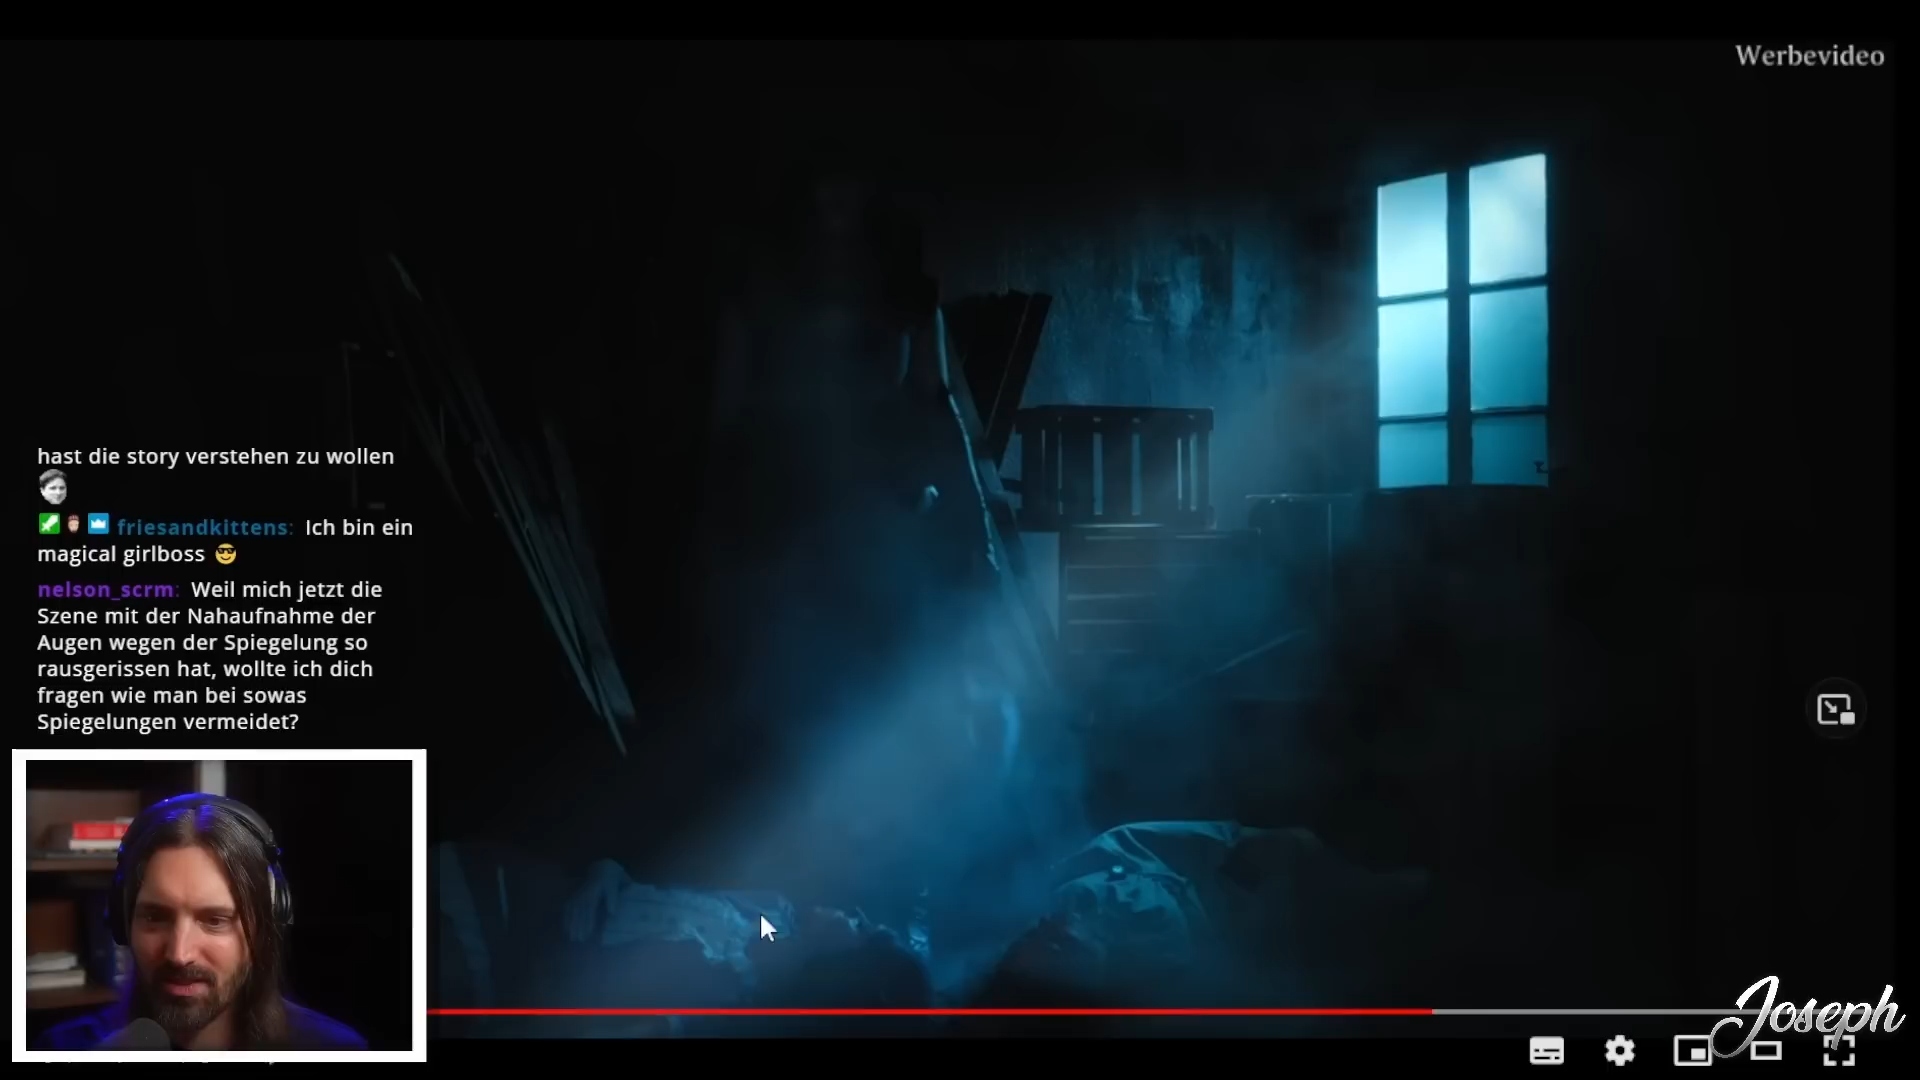 Werbevideo
hast die story verstehen zu wollen
friesandkittens: Ich bin ein
magical girlboss 😎
nelson_scrm: Weil mich jetzt die
Szene mit der Nahaufnahme der
Augen wegen der Spiegelung so
rausgerissen hat, wollte ich dich
fragen wie man bei sowas
Spiegelungen vermeidet?
Joseph